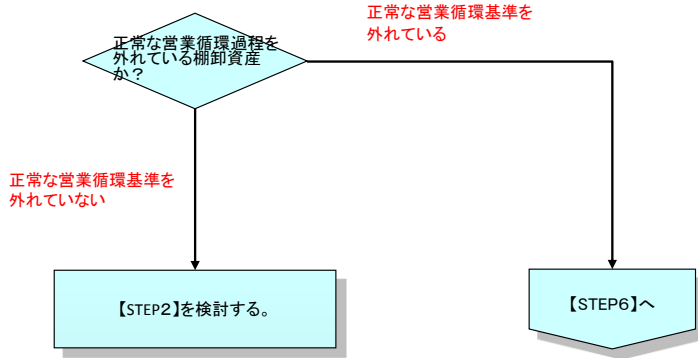 正常な営業循環基準を
外れている
正常な営業循環過程を
外れている棚卸資産
か？
正常な営業循環基準を
外れていない
【STEP２】を検討する。
【STEP６】へ